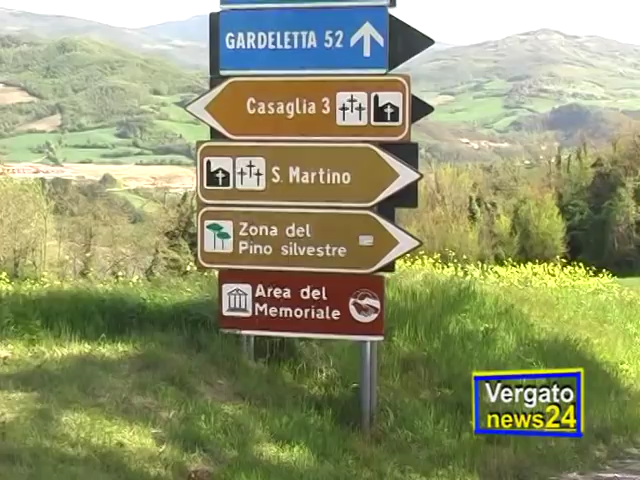 GARDELETTA 52
Casaglia 3
S. Martino
Zona del
Pino silvestre
Area del
Memoriale
Vergato
news24